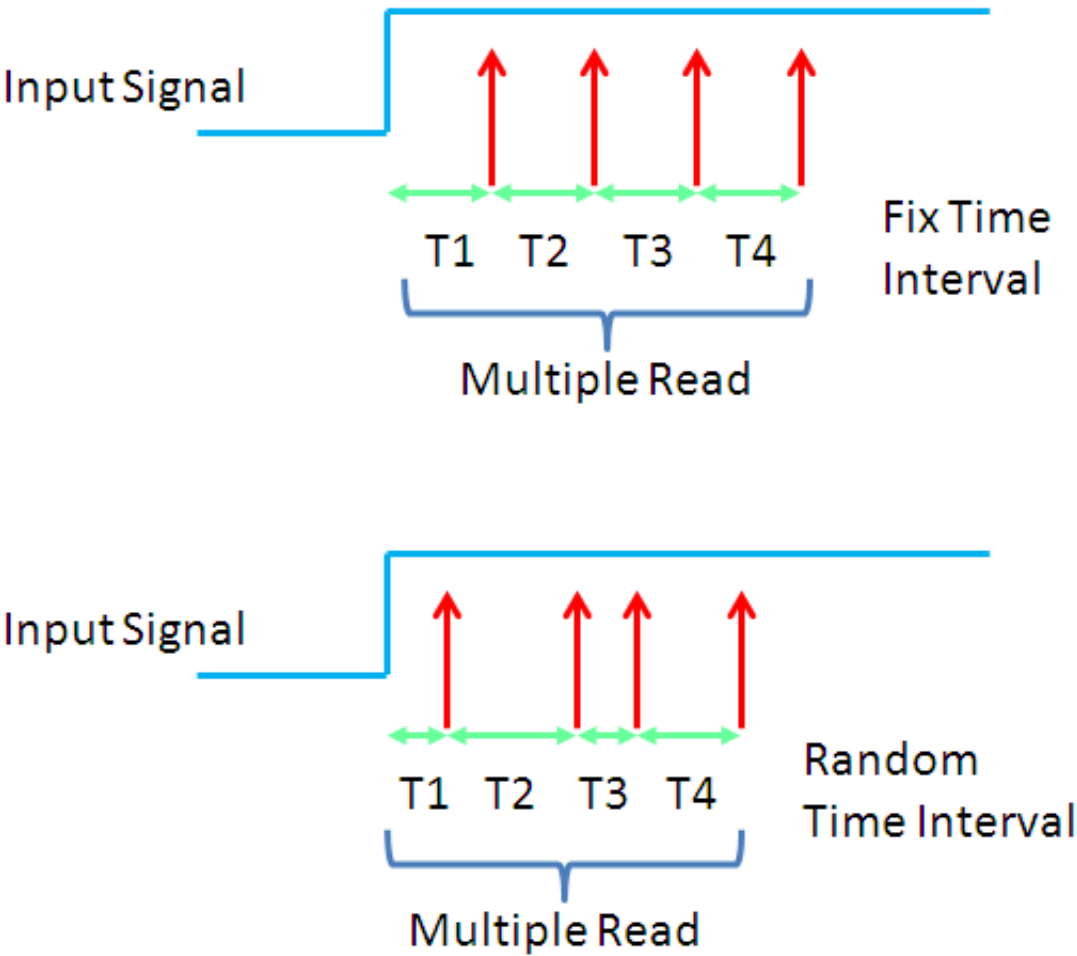 Input Signal
T1 T2 T3 T4
Fix Time
Interval
Multiple Read
Input Signal
T1 T2 T3 T4
Random
Time Interval
Multiple Read